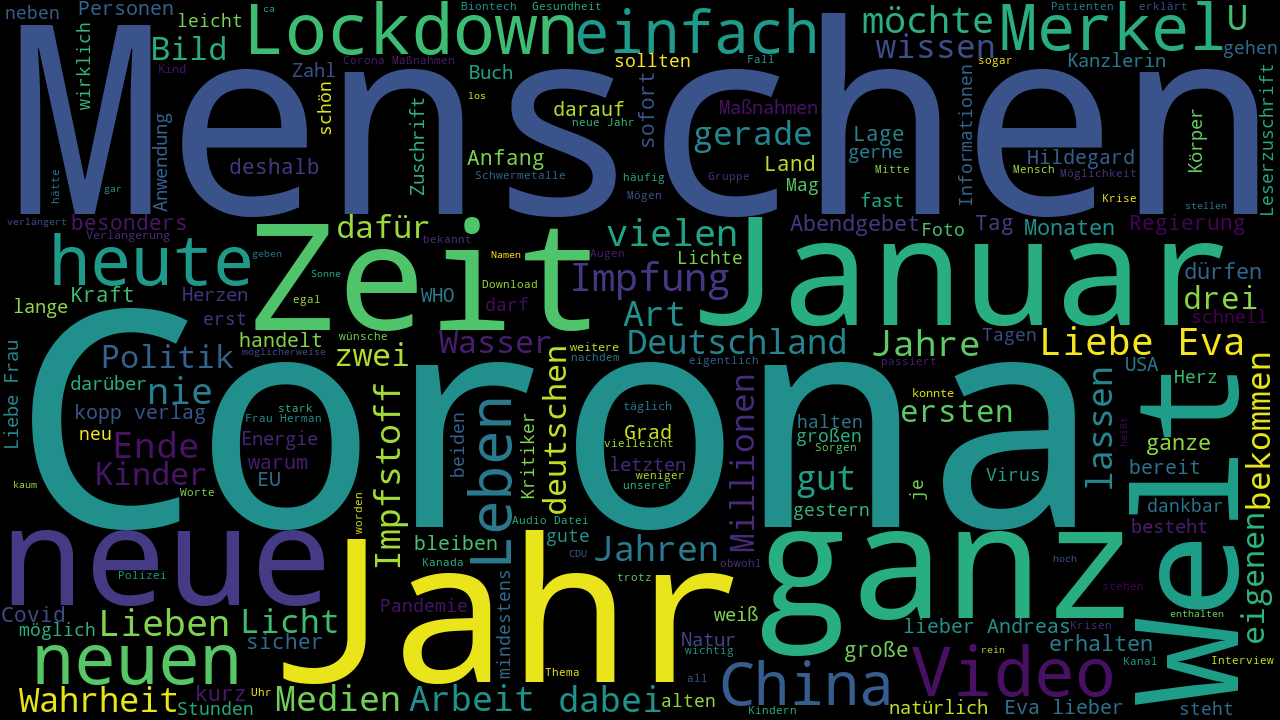 neben
Personen
leicht
ca
Lockdown
Biontech
Gesundheit
einfach
möchte
Merkel
Patienten
erklärt
U
wirklich
Bild
Kind
Zahl
Corona Maßnahmen
Buch
sollten
Fall
wissen
sogar
Kanzlerin
gehen
Menschen
schön
los
darauf
neue Jahr
sofort
Maßnahmen
gerade
Lage
gerne
Informationen
Körper
Leserzuschrift
Anwendung
deshalb
Zuschrift
Anfang
Schwermetalle
häufig
Mögen
Gruppe
Land
Mag
Mitte
fast
Hildegard
Mensch
Möglichkeit
Krise
stellen
hätte
gar
verlängert
besonders
Verlängerung
dafür
bekannt
vielen
Augen
Abendgebet
Foto
Tag
Monaten
Regierung
heute
geben
Zeit
Namen
Lichte
Januar
Sonne
WHO
Download
Impfung
dürfen
lange
Kraft
Herzen
egal
darf
Art
drei
schnell
erst
handelt
wünsche
möglicherweise
Wasser
weitere
nachdem
Deutschland
eigentlich
Jahre
passiert
Tagen
Liebe Eva
Liebe Frau
Politik
zwei
deutschen
USA
Herz
darüber
nie
kopp verlag
stark
Frau Herman
täglich
konnte
ersten
lassen
heißt
Welt
bekommen
neu
Ende
Energie
warum
Kinder
EU
Corona
Impfstoff
beiden
Leben
Kritiker
Grad
vielleicht
letzten
weniger
unserer
Millionen
halten
großen
Sorgen
gut
gestern
je
Virus
ganze
bereit
dankbar
besteht
kaum
Worte
worden
Audio Datei
neue
Polizei
bleiben
Kanada
gute
CDU
Jahren
trotz
obwohl
ganz
hoch
stehen
eigenen
Covid
möglich
Lieben
Licht
sicher
Jahr
Pandemie
mindestens
weiß
Natur
wichtig
lieber Andreas
Krisen
enthalten
erhalten
neuen
Thema
große
rein
Kanal
Interview
Wahrheit
kurz
Stunden
Uhr
Medien
Arbeit
dabei
alten
all
China
Kindern
Video
natürlich
Eva lieber
steht